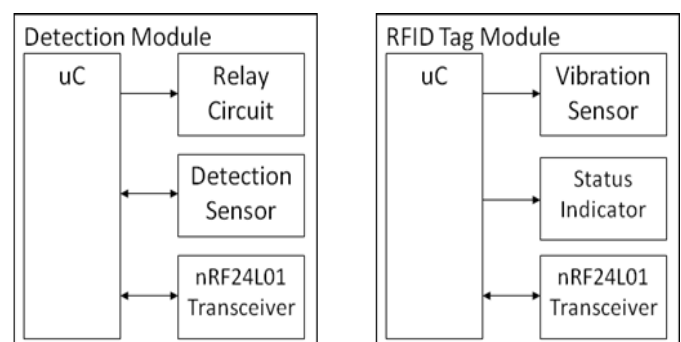 Detection Module
uC
Relay
Circuit
Detection
Sensor
nRF24L01
Transceiver
RFID Tag Module
uC
Vibration
Sensor
Status
Indicator
nRF24L01
Transceiver